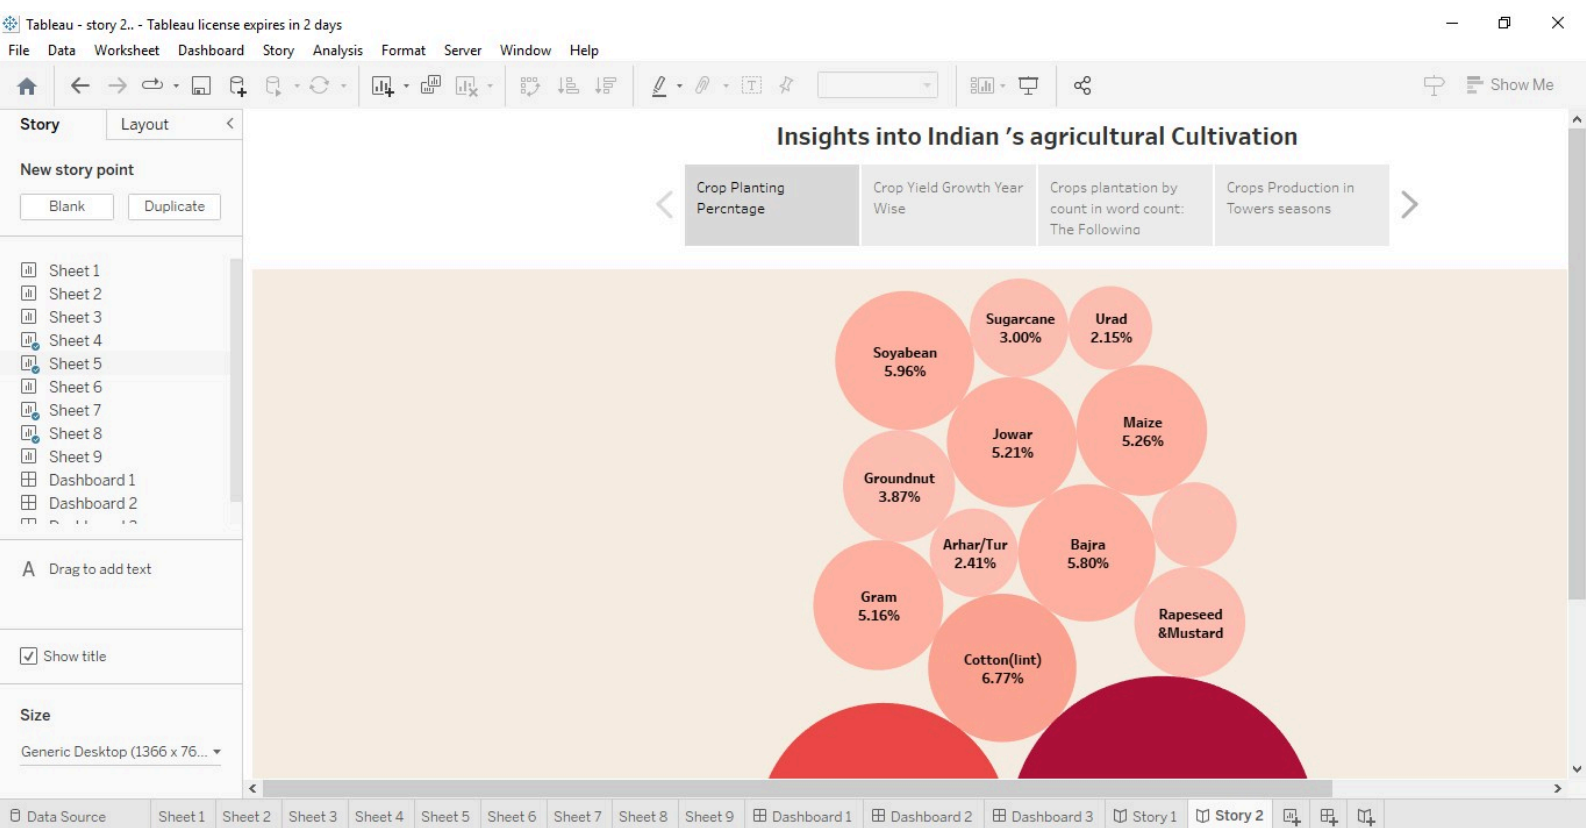 Tableau - story 2.. - Tableau license expires in 2 days
File Data Worksheet Dashboard Story Analysis Format Server Window Help
Show Me
Story Layout
New story point
Blank Duplicate
Sheet 1
Sheet 2
Sheet 3
Sheet 4
Sheet 5
Sheet 6
Sheet 7
Sheet 8
Sheet 9
Dashboard 1
Dashboard 2
A Drag to add text
Show title
Size
Generic Desktop (1366 x 76...
Insights into Indian ’s agricultural Cultivation
Crop Planting
Percntage
Crop Yield Growth Year
Wise
Crops plantation by
count in word count:
The Following
Crops Production in
Towers seasons
Sugarcane
3.00%
Urad
2.15%
Soyabean
5.96%
Maize
5.26%
Jowar
5.21%
Groundnut
3.87%
Arhar/Tur
2.41%
Bajra
5.80%
Gram
5.16%
Rapeseed
&Mustard
Cotton(lint)
6.77%
Data Source Sheet 1 Sheet 2 Sheet 3 Sheet 4 Sheet 5 Sheet 6 Sheet 7 Sheet 8 Sheet 9 Dashboard 1 Dashboard 2 Dashboard 3 Story 1 Story 2